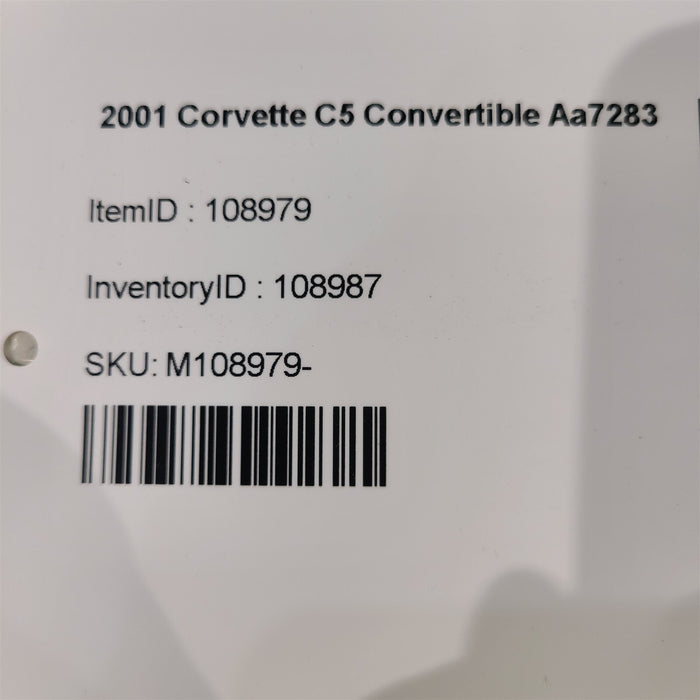 2001 Corvette C5 Convertible Aa7283
ItemID : 108979
InventoryID : 108987
SKU: M108979-